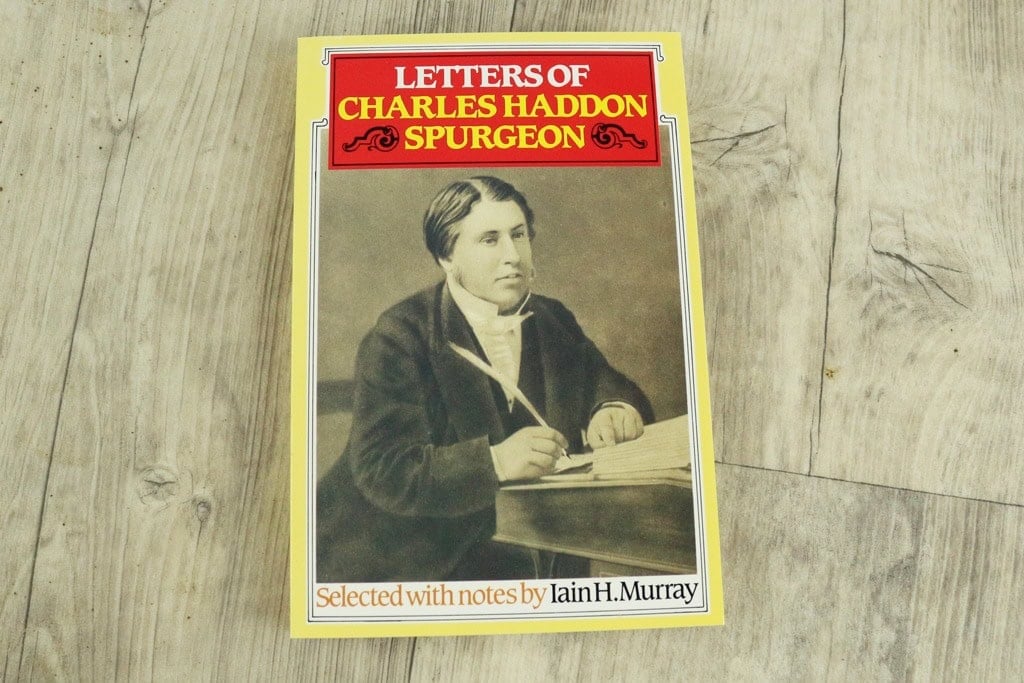 LETTERS OF
CHARLES HADDON
SPURGEON
Selected with notes by Iain H. Murray